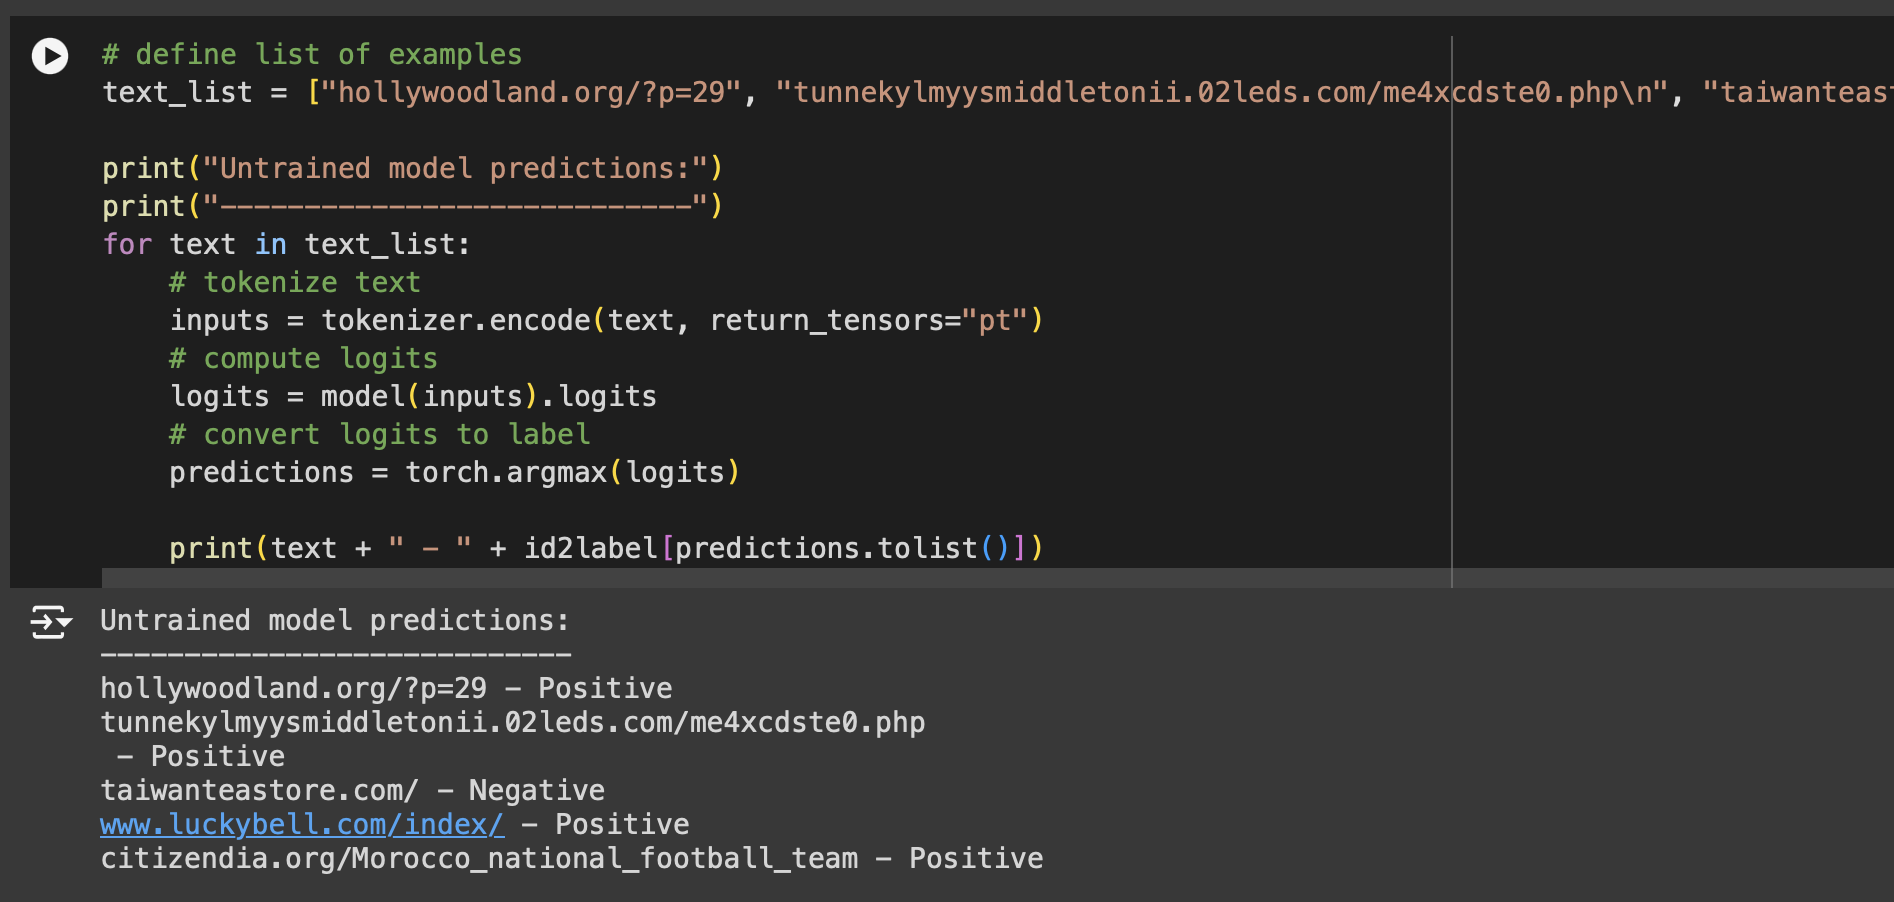 # define list of examples
text_list = ["hollywoodland.org/?p=29", "tunnekylmyysmiddletonii.02leds.com/me4xcdste0.php\n", "taiwanteast
print("Untrained model predictions:")
print("----------------------------")
for text in text_list:
    # tokenize text
    inputs = tokenizer.encode(text, return_tensors="pt")
    # compute logits
    logits = model(inputs).logits
    # convert logits to label
    predictions = torch.argmax(logits)
    print(text + " - " + id2label[predictions.tolist()])
Untrained model predictions:
----------------------------
hollywoodland.org/?p=29 - Positive
tunnekylmyysmiddletonii.02leds.com/me4xcdste0.php
 - Positive
taiwanteastore.com/ - Negative
www.luckybell.com/index/ - Positive
citizendia.org/Morocco_national_football_team - Positive